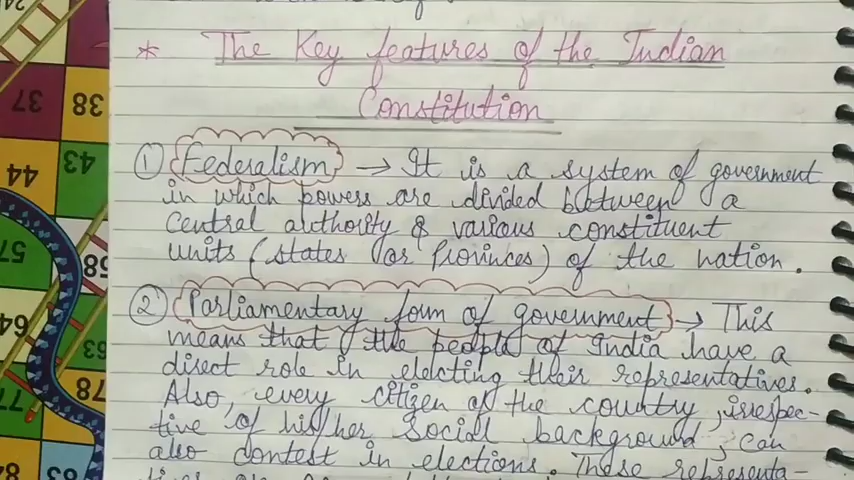 * The Key features of the Indian
Constitution
① Federalism → It is a system of government
in which powers are divided between a
central authority & various constituent
units (states or Provinces) of the nation.
② Parliamentary form of government → This
means that the people of India have a
direct role in electing their representatives.
Also, every citizen of the country, irrespec-
tive of his/her social background, can
also contest in elections. These representa-
37
38
44
43
57
58
64
63
77
78
84
83